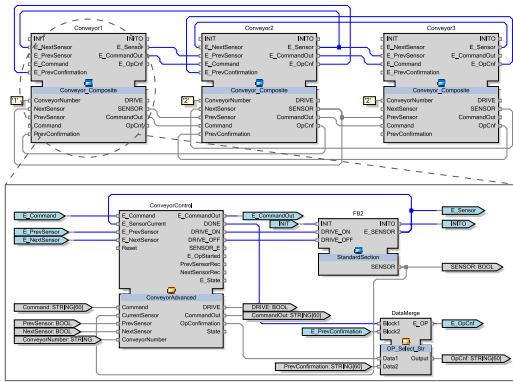 Conveyor1
Conveyor2
Conveyor3
INIT INITO
E_NextSensor E_Sensor
E_PrevSensor E_CommandOut
E_Command E_OpCnf
E_PrevConfirmation
Conveyor_Composite
'1' ConveyorNumber DRIVE
NextSensor SENSOR
PrevSensor CommandOut
Command OpCnf
PrevConfirmation
INIT INITO
E_NextSensor E_Sensor
E_PrevSensor E_CommandOut
E_Command E_OpCnf
E_PrevConfirmation
Conveyor_Composite
'2' ConveyorNumber DRIVE
NextSensor SENSOR
PrevSensor CommandOut
Command OpCnf
PrevConfirmation
INIT INITO
E_NextSensor E_Sensor
E_PrevSensor E_CommandOut
E_Command E_OpCnf
E_PrevConfirmation
Conveyor_Composite
'2' ConveyorNumber DRIVE
NextSensor SENSOR
PrevSensor CommandOut
Command OpCnf
PrevConfirmation
E_Command
E_PrevSensor
E_NextSensor
ConveyorControl
E_Command E_CommandOut
E_SensorCurrent DONE
E_PrevSensor DRIVE_ON
E_NextSensor DRIVE_OFF
Reset SENSOR_E
E_OpStarted
PrevSensorRec
NextSensorRec
E_State
ConveyorAdvanced
Command DRIVE
CurrentSensor CommandOut
PrevSensor OpConfirmation
NextSensor State
ConveyorNumber
Command: STRING[60]
PrevSensor: BOOL
NextSensor: BOOL
ConveyorNumber: STRING
E_CommandOut
INIT
FB2
INIT INITO
DRIVE_ON E_SENSOR
DRIVE_OFF
StandardSection
SENSOR
E_Sensor
INITO
SENSOR: BOOL
DRIVE: BOOL
CommandOut: STRING[60]
E_PrevConfirmation
PrevConfirmation: STRING[60]
DataMerge
Block1 E_OP
Block2
OP_Select_Str
Data1 Output
Data2
E_OpCnf
OpCnf: STRING[60]